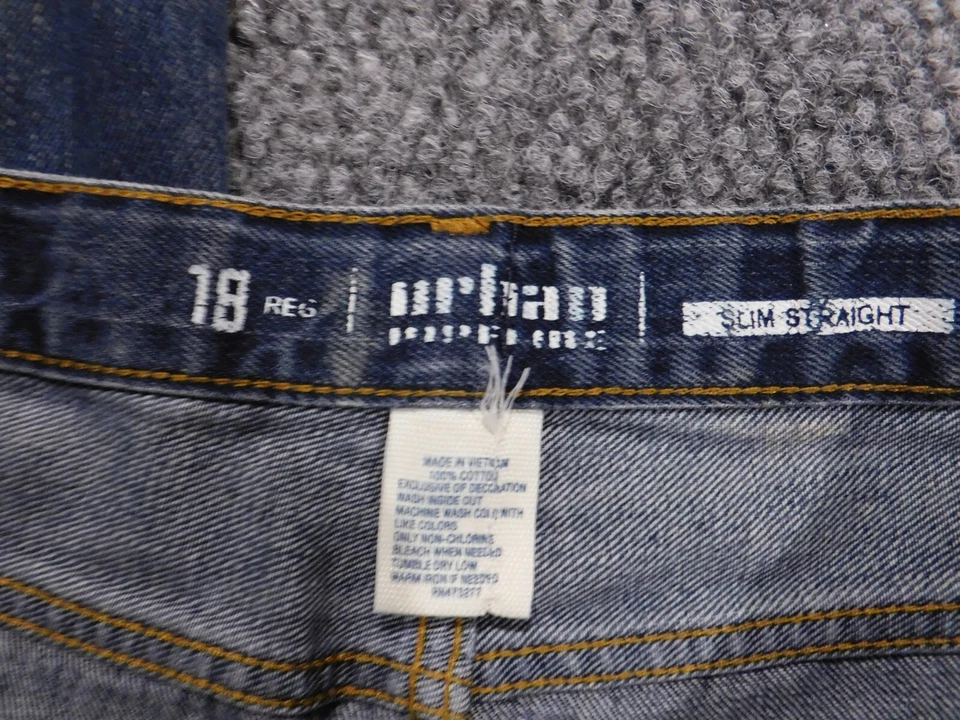 18 REG urban SLIM STRAIGHT
PIPELINE
MADE IN VIETNAM
100% COTTON
EXCLUSIVE OF DECORATION
WASH INSIDE OUT
MACHINE WASH COLD WITH
LIKE COLORS
ONLY NON-CHLORINE
BLEACH WHEN NEEDED
TUMBLE DRY LOW
WARM IRON IF NEEDED